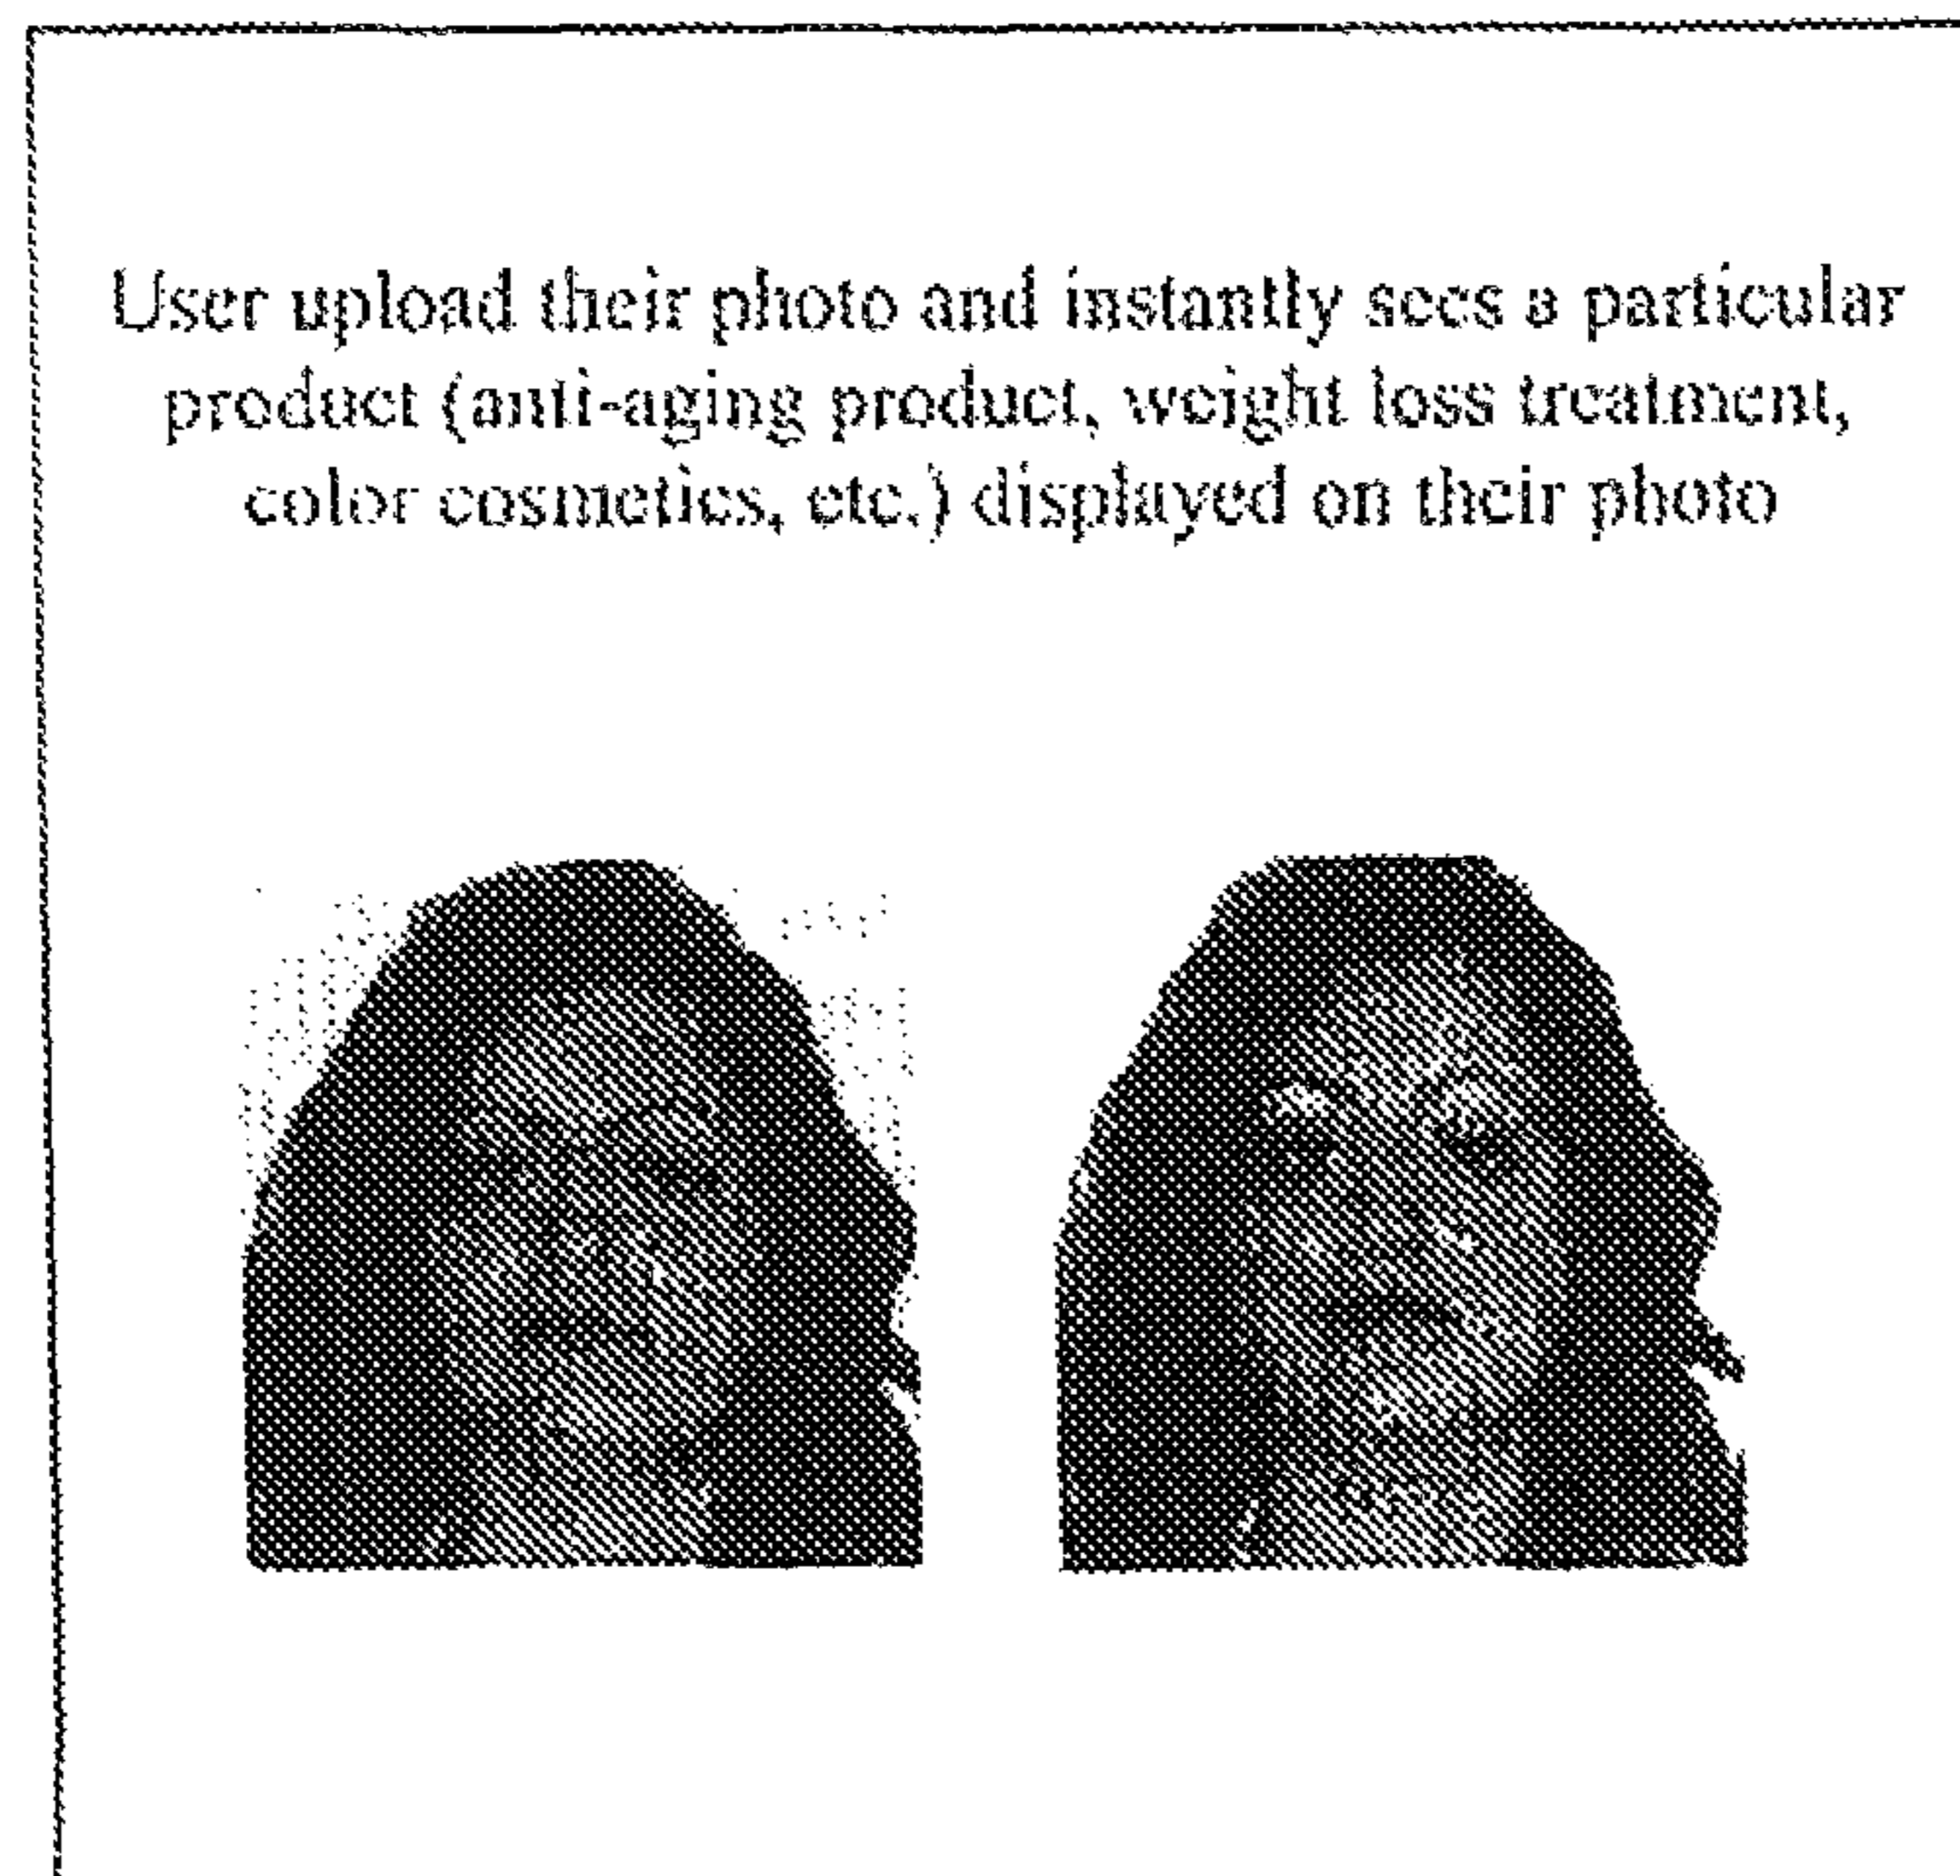 User upload their photo and instantly sees a particular
product (anti-aging product, weight loss treatment,
color cosmetics, etc.) displayed on their photo